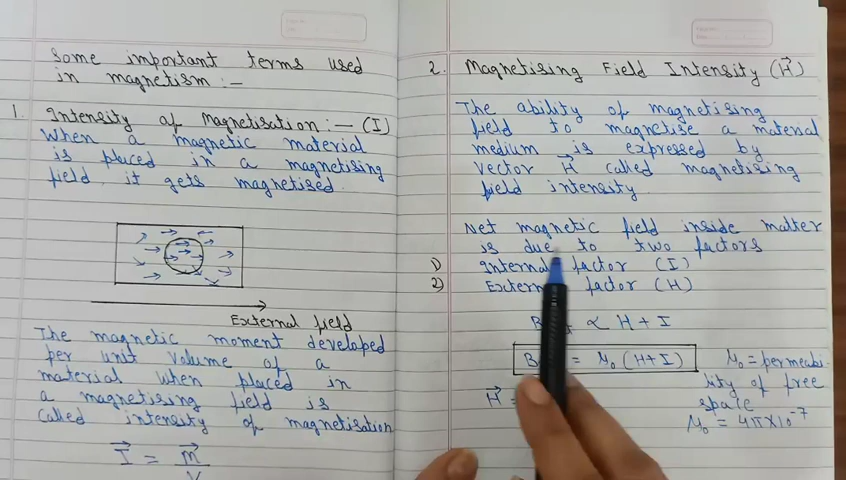 Some important terms used
in magnetism :-
1. Intensity of Magnetisation :- (I)
When a magnetic material
is placed in a magnetising
field, it gets magnetised.
External field
The magnetic moment developed
per unit volume of a
material when placed in
a magnetising field is
called intensity of magnetisation
I⃗ = m⃗/V
2. Magnetising Field Intensity (H⃗)
The ability of magnetising
field to magnetise a material
medium is expressed by
vector H⃗ called magnetising
field intensity.
Net magnetic field inside matter
is due to two factors
1) Internal factor (I)
2) Extern factor (H)
B ∝ H + I
B = μ₀ (H+I)
μ₀ = permeabi-
lity of free
space
μ₀ = 4π×10⁻⁷
H⃗ =